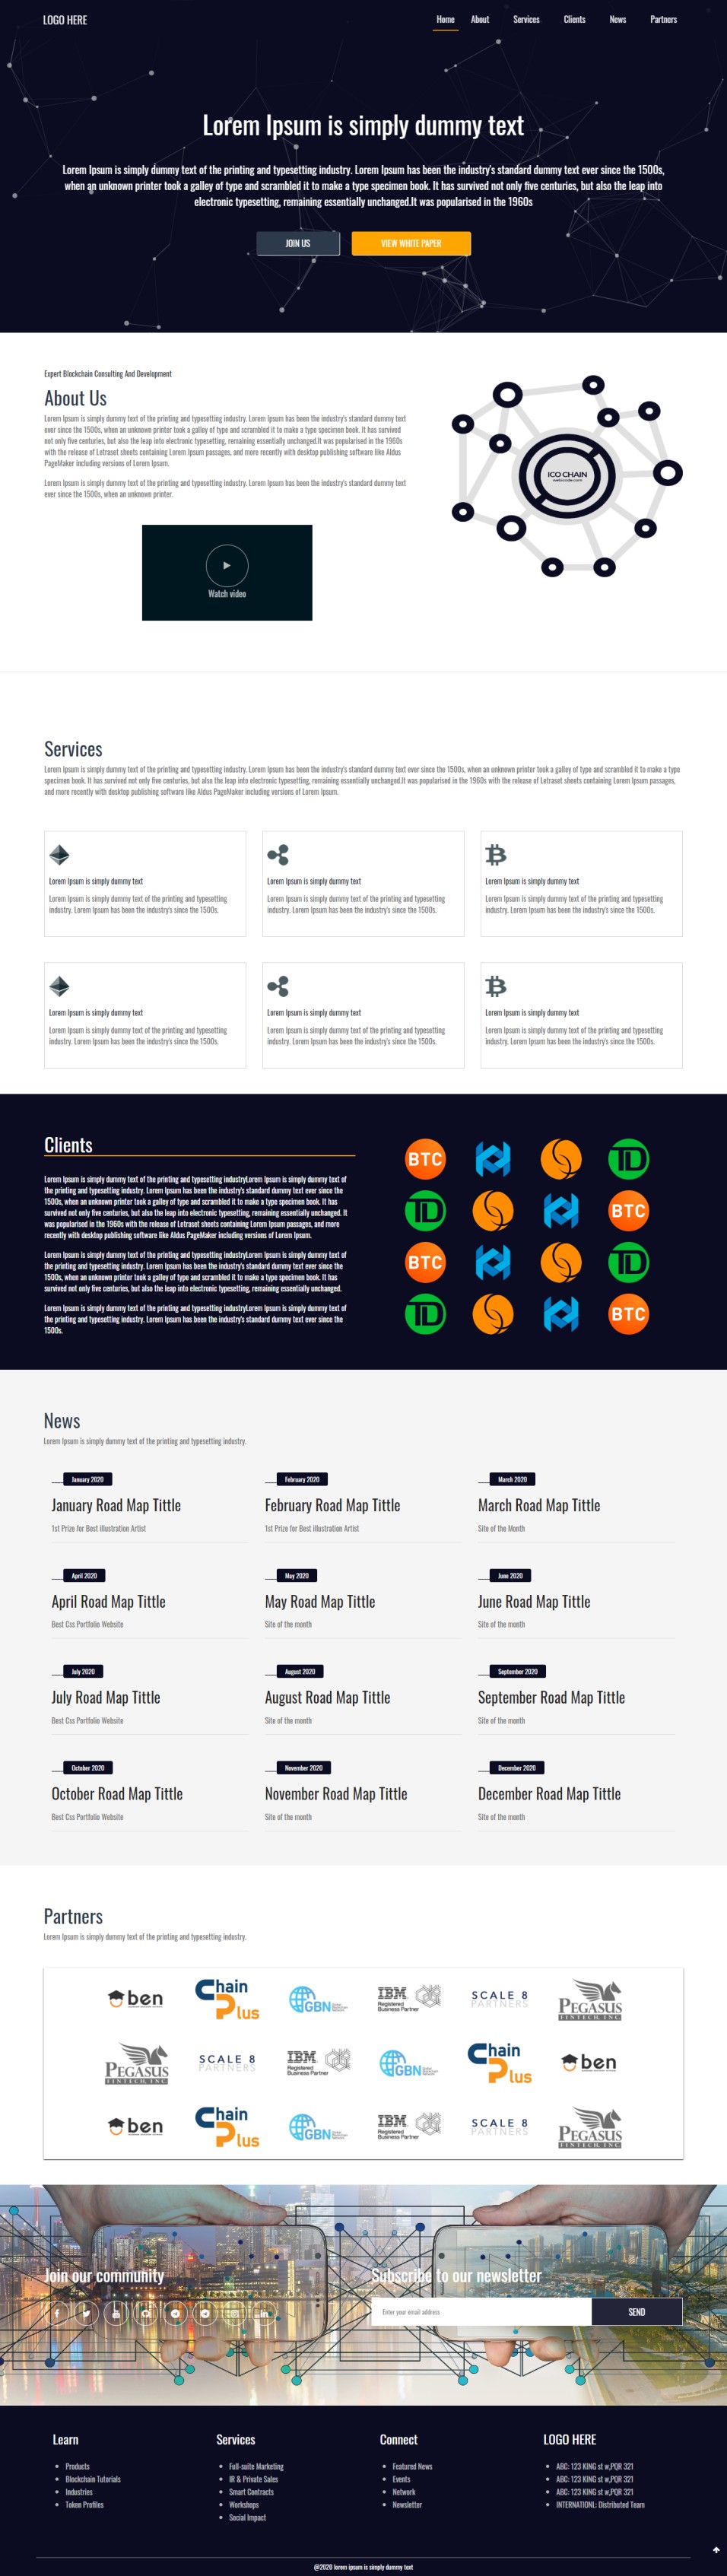 LOGO HERE
Home About Services Clients News Partners
Lorem Ipsum is simply dummy text
Lorem Ipsum is simply dummy text of the printing and typesetting industry. Lorem Ipsum has been the industry's standard dummy text ever since the 1500s,
when an unknown printer took a galley of type and scrambled it to make a type specimen book. It has survived not only five centuries, but also the leap into
electronic typesetting, remaining essentially unchanged.It was popularised in the 1960s
JOIN US
VIEW WHITE PAPER
Expert Blockchain Consulting And Development
About Us
Lorem Ipsum is simply dummy text of the printing and typesetting industry. Lorem Ipsum has been the industry's standard dummy text
ever since the 1500s, when an unknown printer took a galley of type and scrambled it to make a type specimen book. It has survived
not only five centuries, but also the leap into electronic typesetting, remaining essentially unchanged.It was popularised in the 1960s
with the release of Letraset sheets containing Lorem Ipsum passages, and more recently with desktop publishing software like Aldus
PageMaker including versions of Lorem Ipsum.
Lorem Ipsum is simply dummy text of the printing and typesetting industry. Lorem Ipsum has been the industry's standard dummy text
ever since the 1500s, when an unknown printer.
Watch video
ICO CHAIN
Services
Lorem Ipsum is simply dummy text of the printing and typesetting industry. Lorem Ipsum has been the industry's standard dummy text ever since the 1500s, when an unknown printer took a galley of type and scrambled it to make a type
specimen book. It has survived not only five centuries, but also the leap into electronic typesetting, remaining essentially unchanged.It was popularised in the 1960s with the release of Letraset sheets containing Lorem Ipsum passages,
and more recently with desktop publishing software like Aldus PageMaker including versions of Lorem Ipsum.
Lorem Ipsum is simply dummy text
Lorem Ipsum is simply dummy text of the printing and typesetting
industry. Lorem Ipsum has been the industry's since the 1500s.
Lorem Ipsum is simply dummy text
Lorem Ipsum is simply dummy text of the printing and typesetting
industry. Lorem Ipsum has been the industry's since the 1500s.
Lorem Ipsum is simply dummy text
Lorem Ipsum is simply dummy text of the printing and typesetting
industry. Lorem Ipsum has been the industry's since the 1500s.
Lorem Ipsum is simply dummy text
Lorem Ipsum is simply dummy text of the printing and typesetting
industry. Lorem Ipsum has been the industry's since the 1500s.
Lorem Ipsum is simply dummy text
Lorem Ipsum is simply dummy text of the printing and typesetting
industry. Lorem Ipsum has been the industry's since the 1500s.
Lorem Ipsum is simply dummy text
Lorem Ipsum is simply dummy text of the printing and typesetting
industry. Lorem Ipsum has been the industry's since the 1500s.
Clients
Lorem Ipsum is simply dummy text of the printing and typesetting industryLorem Ipsum is simply dummy text of
the printing and typesetting industry. Lorem Ipsum has been the industry's standard dummy text ever since the
1500s, when an unknown printer took a galley of type and scrambled it to make a type specimen book. It has
survived not only five centuries, but also the leap into electronic typesetting, remaining essentially unchanged. It
was popularised in the 1960s with the release of Letraset sheets containing Lorem Ipsum passages, and more
recently with desktop publishing software like Aldus PageMaker including versions of Lorem Ipsum.
Lorem Ipsum is simply dummy text of the printing and typesetting industryLorem Ipsum is simply dummy text of
the printing and typesetting industry. Lorem Ipsum has been the industry's standard dummy text ever since the
1500s, when an unknown printer took a galley of type and scrambled it to make a type specimen book. It has
survived not only five centuries, but also the leap into electronic typesetting, remaining essentially unchanged.
Lorem Ipsum is simply dummy text of the printing and typesetting industryLorem Ipsum is simply dummy text of
the printing and typesetting industry. Lorem Ipsum has been the industry's standard dummy text ever since the
1500s.
BTC
BTC
BTC
BTC
News
Lorem Ipsum is simply dummy text of the printing and typesetting industry.
January 2020
January Road Map Tittle
1st Prize for Best illustration Artist
February 2020
February Road Map Tittle
1st Prize for Best illustration Artist
March 2020
March Road Map Tittle
Site of the Month
April 2020
April Road Map Tittle
Best Css Portfolio Website
May 2020
May Road Map Tittle
Site of the month
June 2020
June Road Map Tittle
Site of the month
July 2020
July Road Map Tittle
Best Css Portfolio Website
August 2020
August Road Map Tittle
Site of the month
September 2020
September Road Map Tittle
Site of the month
October 2020
October Road Map Tittle
Best Css Portfolio Website
November 2020
November Road Map Tittle
Site of the month
December 2020
December Road Map Tittle
Site of the month
Partners
Lorem Ipsum is simply dummy text of the printing and typesetting industry.
ben
Chain Plus
GBN
IBM Registered Business Partner
SCALE 8 PARTNERS
PEGASUS FINTECH, INC
PEGASUS FINTECH, INC
SCALE 8 PARTNERS
IBM Registered Business Partner
GBN
Chain Plus
ben
ben
Chain Plus
GBN
IBM Registered Business Partner
SCALE 8 PARTNERS
PEGASUS FINTECH, INC
Join our community
Subscribe to our newsletter
Enter your email address
SEND
Learn
Products
Blockchain Tutorials
Industries
Token Profiles
Services
Full-suite Marketing
IR & Private Sales
Smart Contracts
Workshops
Social Impact
Connect
Featured News
Events
Network
Newsletter
LOGO HERE
ABC: 123 KING st w,PQR 321
ABC: 123 KING st w,PQR 321
ABC: 123 KING st w,PQR 321
INTERNATIONL: Distributed Team
@2020 lorem ipsum is simply dummy text